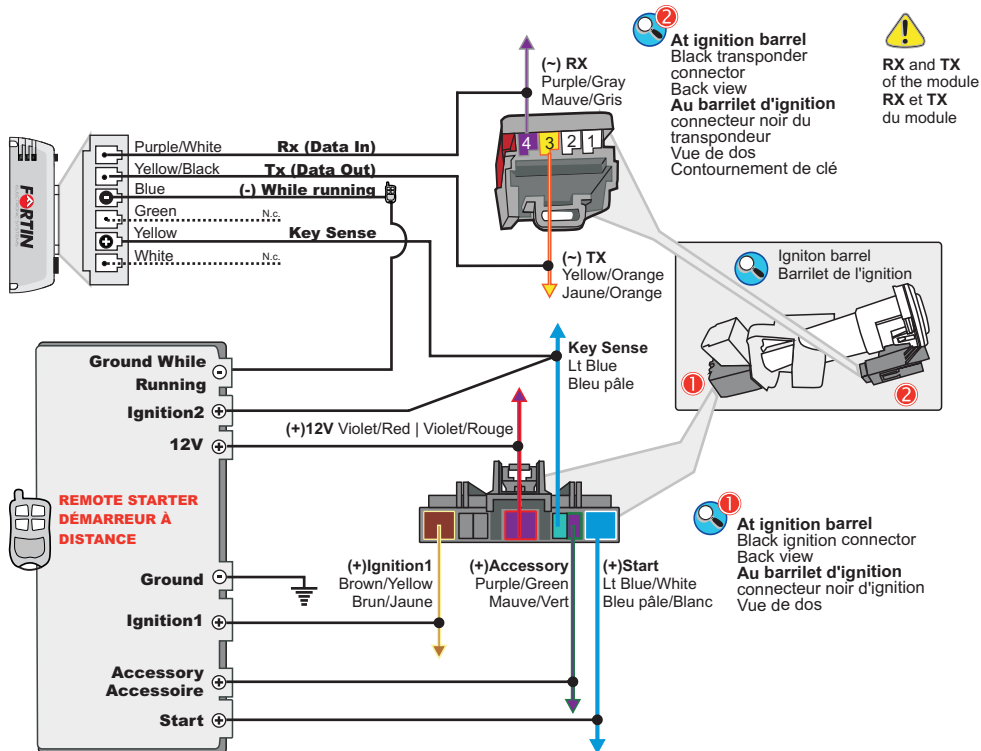 2
At ignition barrel
Black transponder
connector
Back view
Au barrilet d'ignition
connecteur noir du
transpondeur
Vue de dos
Contournement de clé
RX and TX
of the module
RX et TX
du module
(~) RX
Purple/Gray
Mauve/Gris
4 3 2 1
FORTIN
Purple/White Rx (Data In)
Yellow/Black Tx (Data Out)
Blue (-) While running
Green N.c.
Yellow Key Sense
White N.c.
(~) TX
Yellow/Orange
Jaune/Orange
Igniton barrel
Barrilet de l'ignition
1
2
Key Sense
Lt Blue
Bleu pâle
Ground While
Running
Ignition2
12V
(+)12V Violet/Red | Violet/Rouge
REMOTE STARTER
DÉMARREUR À
DISTANCE
Ground
Ignition1
Accessory
Accessoire
Start
(+)Ignition1
Brown/Yellow
Brun/Jaune
(+)Accessory
Purple/Green
Mauve/Vert
(+)Start
Lt Blue/White
Bleu pâle/Blanc
1
At ignition barrel
Black ignition connector
Back view
Au barrilet d'ignition
connecteur noir d'ignition
Vue de dos